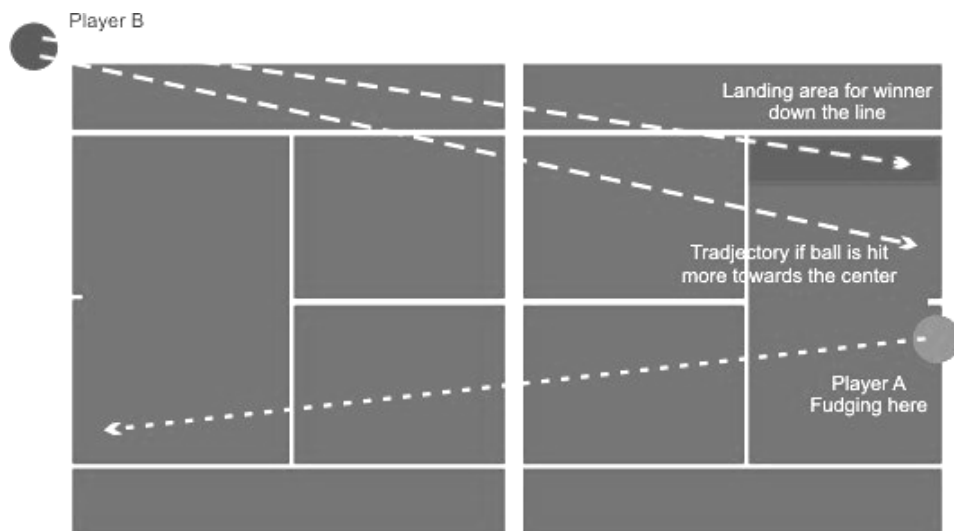 Player B
Landing area for winner
down the line
Tradjectory if ball is hit
more towards the center
Player A
Fudging here